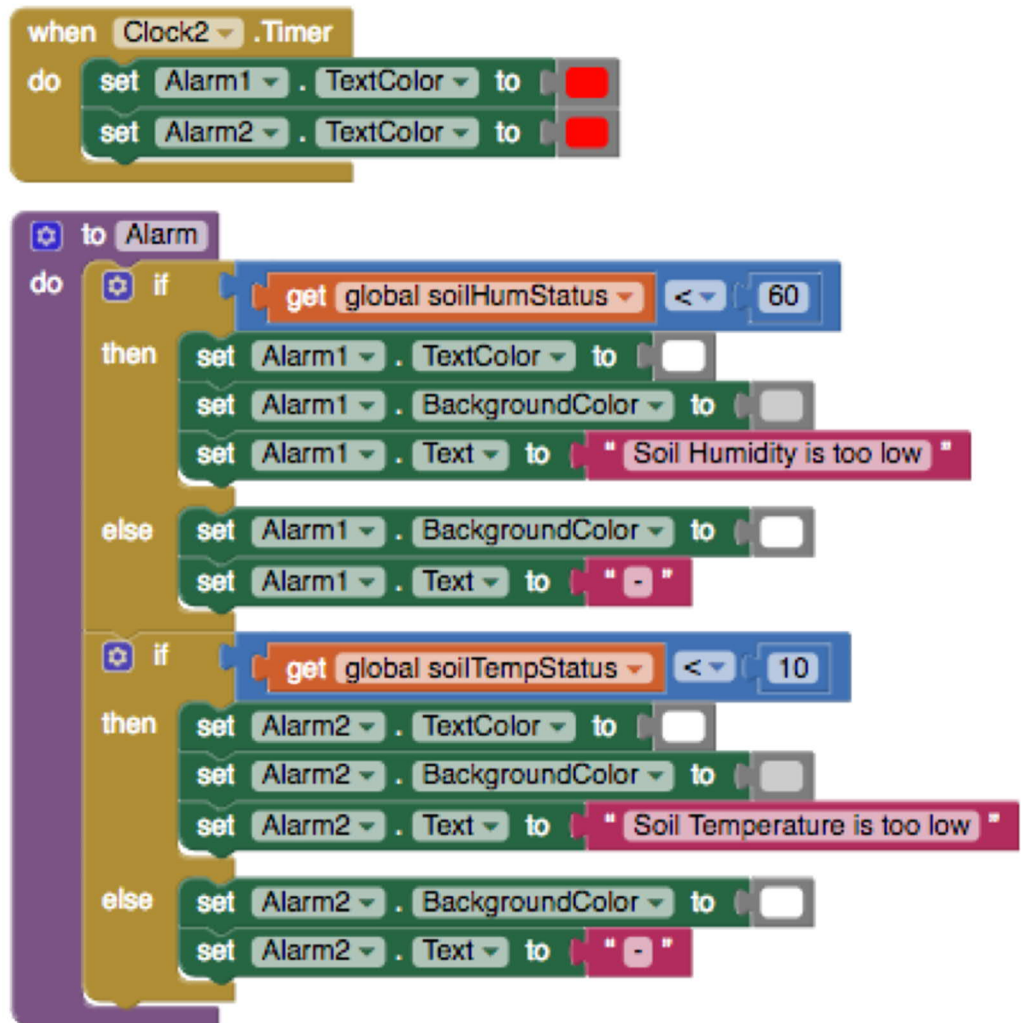 when Clock2 .Timer
do set Alarm1 . TextColor to
set Alarm2 . TextColor to
to Alarm
do if get global soilHumStatus < 60
then set Alarm1 . TextColor to
set Alarm1 . BackgroundColor to
set Alarm1 . Text to " Soil Humidity is too low "
else set Alarm1 . BackgroundColor to
set Alarm1 . Text to " - "
if get global soilTempStatus < 10
then set Alarm2 . TextColor to
set Alarm2 . BackgroundColor to
set Alarm2 . Text to " Soil Temperature is too low "
else set Alarm2 . BackgroundColor to
set Alarm2 . Text to " - "